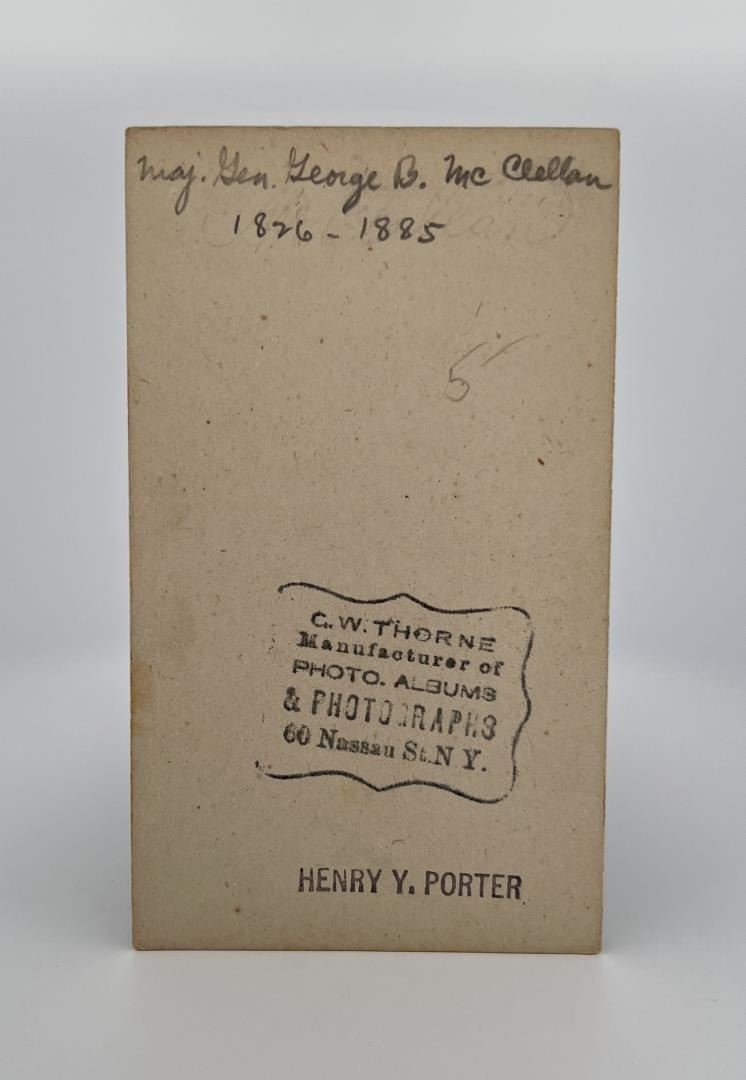 Maj. Gen. George B. McClellan
1826 - 1885
5
C. W. THORNE
Manufacturer of
PHOTO. ALBUMS
& PHOTOGRAPHS
60 Nassau St. N Y.
HENRY Y. PORTER